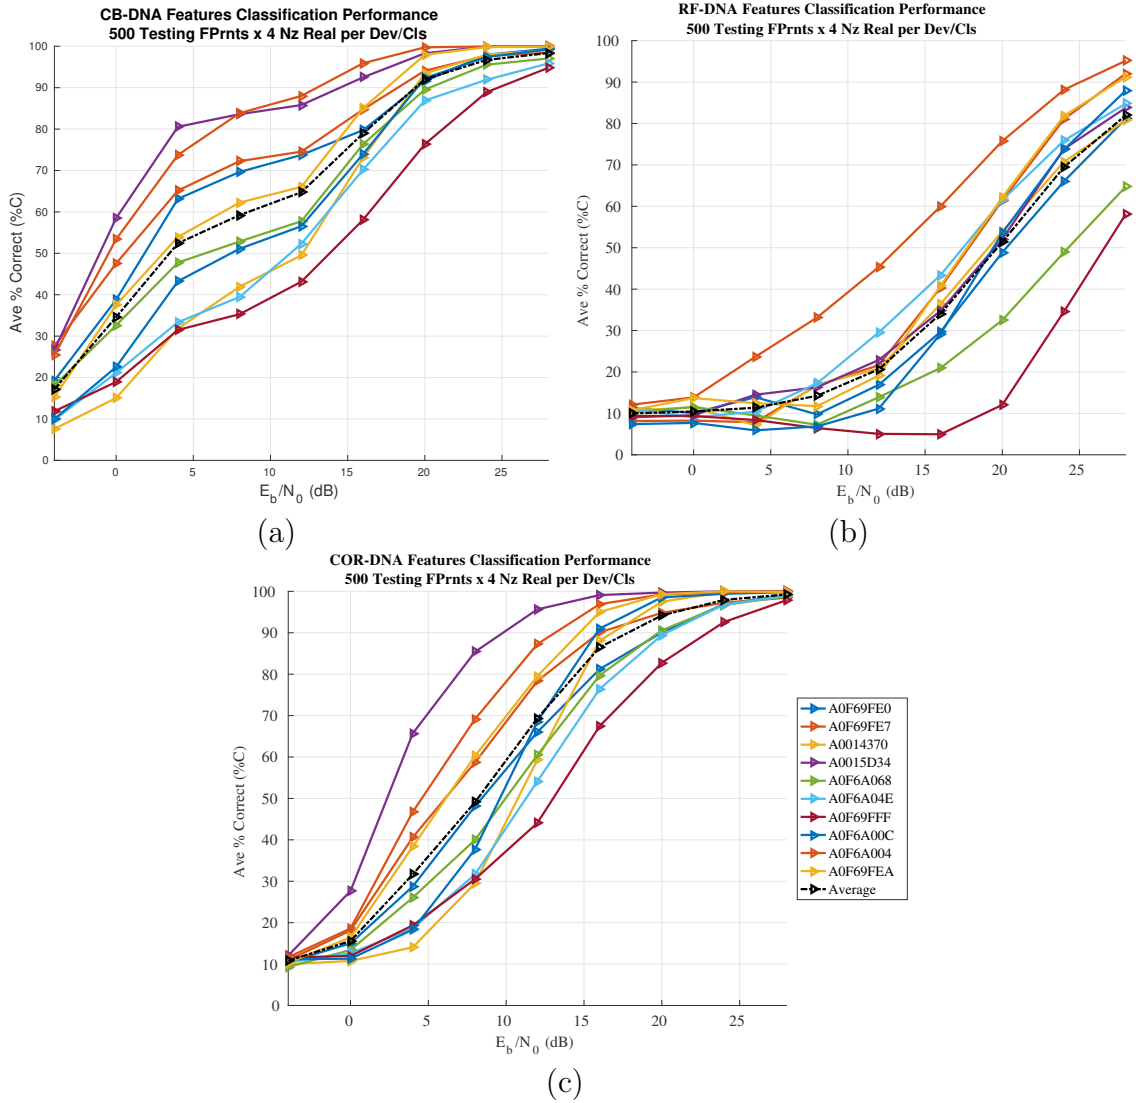 CB-DNA Features Classification Performance
500 Testing FPrnts x 4 Nz Real per Dev/Cls
Ave % Correct (%C)
100
90
80
70
60
50
40
30
20
10
0
0
5
10
15
20
25
E_b/N_0 (dB)
(a)
RF-DNA Features Classification Performance
500 Testing FPrnts x 4 Nz Real per Dev/Cls
Ave % Correct (%C)
100
90
80
70
60
50
40
30
20
10
0
0
5
10
15
20
25
E_b/N_0 (dB)
(b)
COR-DNA Features Classification Performance
500 Testing FPrnts x 4 Nz Real per Dev/Cls
Ave % Correct (%C)
100
90
80
70
60
50
40
30
20
10
0
0
5
10
15
20
25
E_b/N_0 (dB)
(c)
A0F69FE0
A0F69FE7
A0014370
A0015D34
A0F6A068
A0F6A04E
A0F69FFF
A0F6A00C
A0F6A004
A0F69FEA
Average